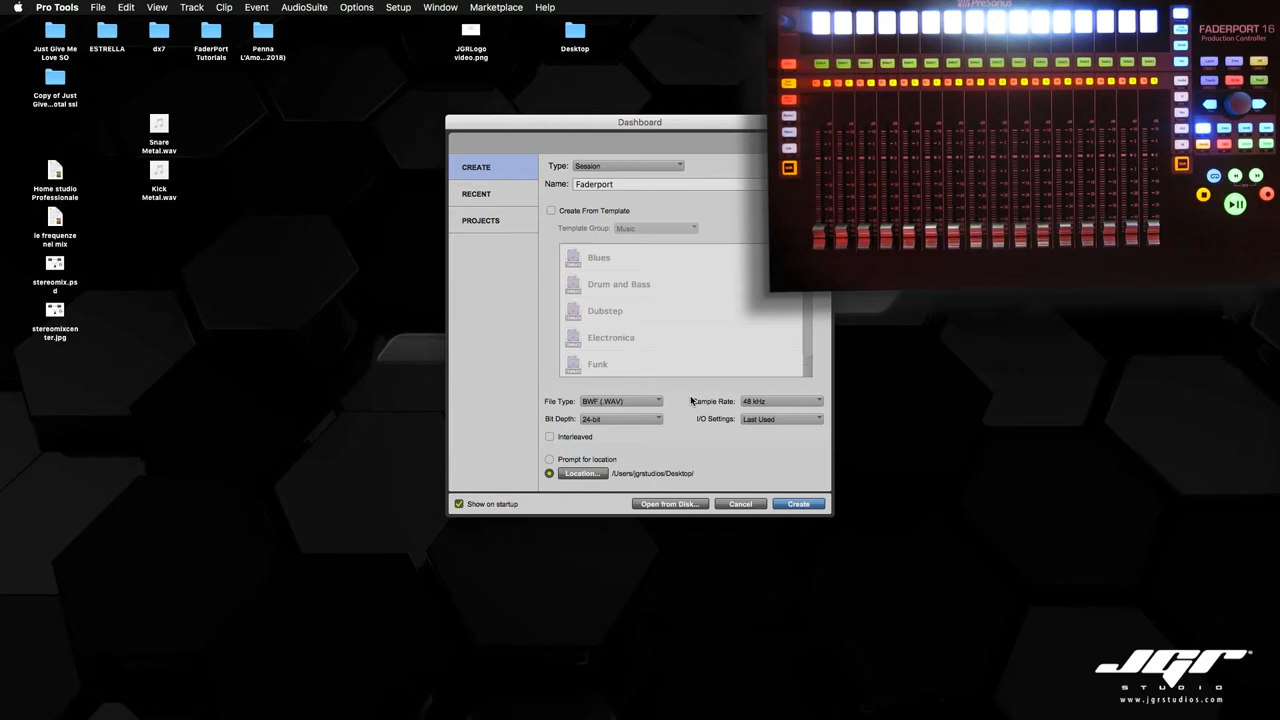 Pro Tools File Edit View Track Clip Event AudioSuite Options Setup Window Marketplace Help
Just Give Me
Love SO
ESTRELLA
dx7
FaderPort
Tutorials
Penna
L'Amo...2018)
JGRLogo
video.png
Desktop
Copy of Just
Give...otal ssl
Snare
Metal.wav
Home studio
Professionale
Kick
Metal.wav
le frequenze
nel mix
stereomix.ps
d
stereomixcen
ter.jpg
Dashboard
CREATE
RECENT
PROJECTS
Type: Session
Name: Faderport
Create From Template
Template Group: Music
Blues
Drum and Bass
Dubstep
Electronica
Funk
File Type: BWF (.WAV)
Sample Rate: 48 kHz
Bit Depth: 24-bit
I/O Settings: Last Used
Interleaved
Prompt for location
Location... /Users/jgrstudios/Desktop/
Show on startup
Open from Disk...
Cancel
Create
PreSonus
FADERPORT 16
Production Controller
JGR
STUDIO
www.jgrstudios.com